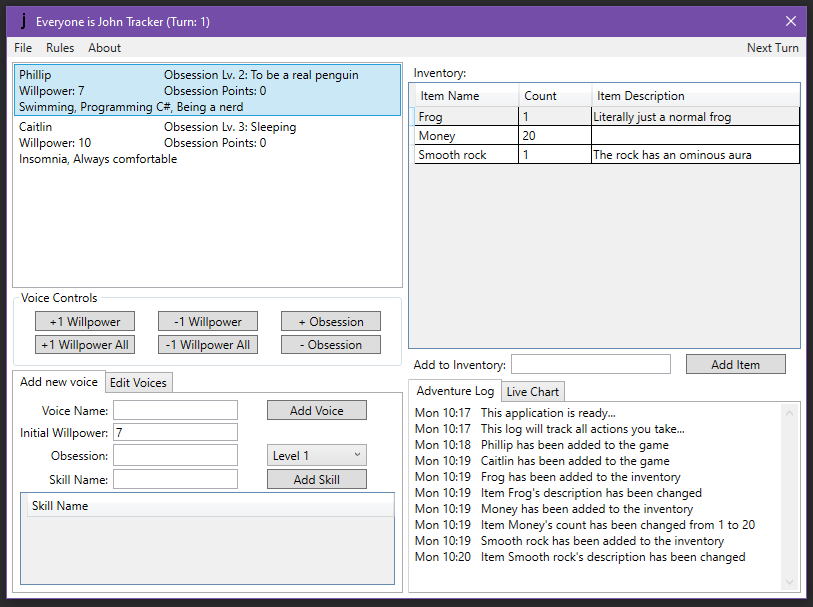 j Everyone is John Tracker (Turn: 1)
File Rules About Next Turn
Phillip Obsession Lv. 2: To be a real penguin
Willpower: 7 Obsession Points: 0
Swimming, Programming C#, Being a nerd
Caitlin Obsession Lv. 3: Sleeping
Willpower: 10 Obsession Points: 0
Insomnia, Always comfortable
Voice Controls
+1 Willpower -1 Willpower + Obsession
+1 Willpower All -1 Willpower All - Obsession
Add new voice Edit Voices
Voice Name: Add Voice
Initial Willpower: 7
Obsession: Level 1
Skill Name: Add Skill
Skill Name
Inventory:
Item Name Count Item Description
Frog 1 Literally just a normal frog
Money 20
Smooth rock 1 The rock has an ominous aura
Add to Inventory: Add Item
Adventure Log Live Chart
Mon 10:17 This application is ready...
Mon 10:17 This log will track all actions you take...
Mon 10:18 Phillip has been added to the game
Mon 10:19 Caitlin has been added to the game
Mon 10:19 Frog has been added to the inventory
Mon 10:19 Item Frog's description has been changed
Mon 10:19 Money has been added to the inventory
Mon 10:19 Item Money's count has been changed from 1 to 20
Mon 10:19 Smooth rock has been added to the inventory
Mon 10:20 Item Smooth rock's description has been changed